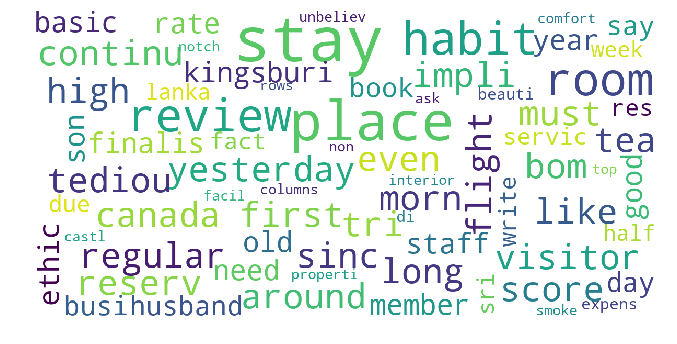 basic rate unbeliev comfort
continu notch stay habit year say
week
kingsburi rows impli room
high lanka book beauti
review ask must res
son finalis fact place servic tea
non
yesterday even flight bom
tediou facil columns morn interior top
due canada first tri di write like good
castl half
ethic regular old sinc staff visitor
reserv need properti long sri score day
busihusband around member smoke expens